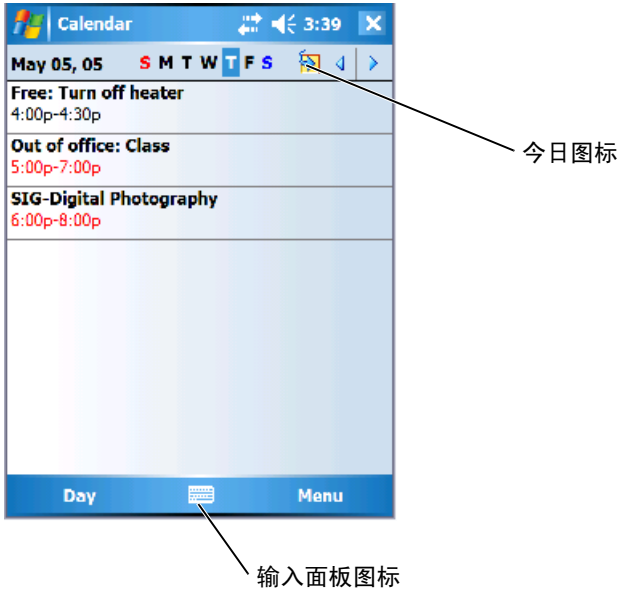 Calendar 3:39
May 05, 05 S M T W T F S
Free: Turn off heater
4:00p-4:30p
今日图标
Out of office: Class
5:00p-7:00p
SIG-Digital Photography
6:00p-8:00p
Day Menu
输入面板图标